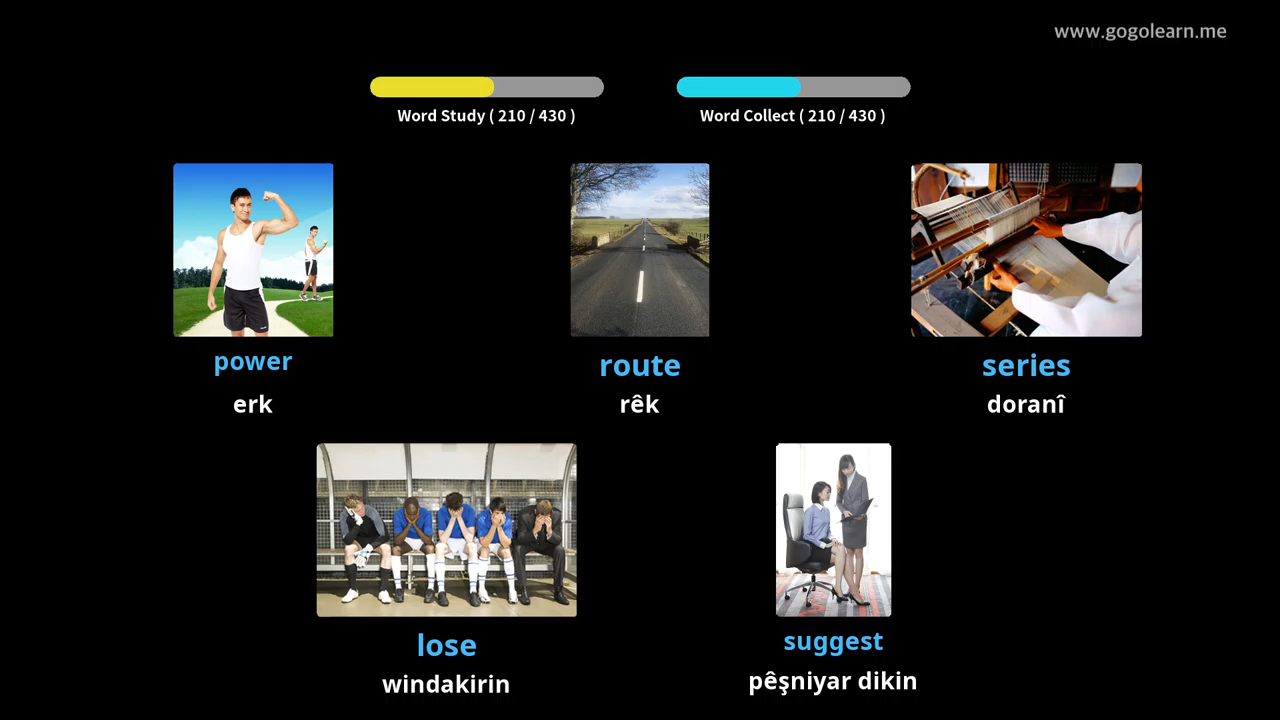 www.gogolearn.me
Word Study ( 210 / 430 )
Word Collect ( 210 / 430 )
power
erk
route
rêk
series
doranî
lose
windakirin
suggest
pêşniyar dikin